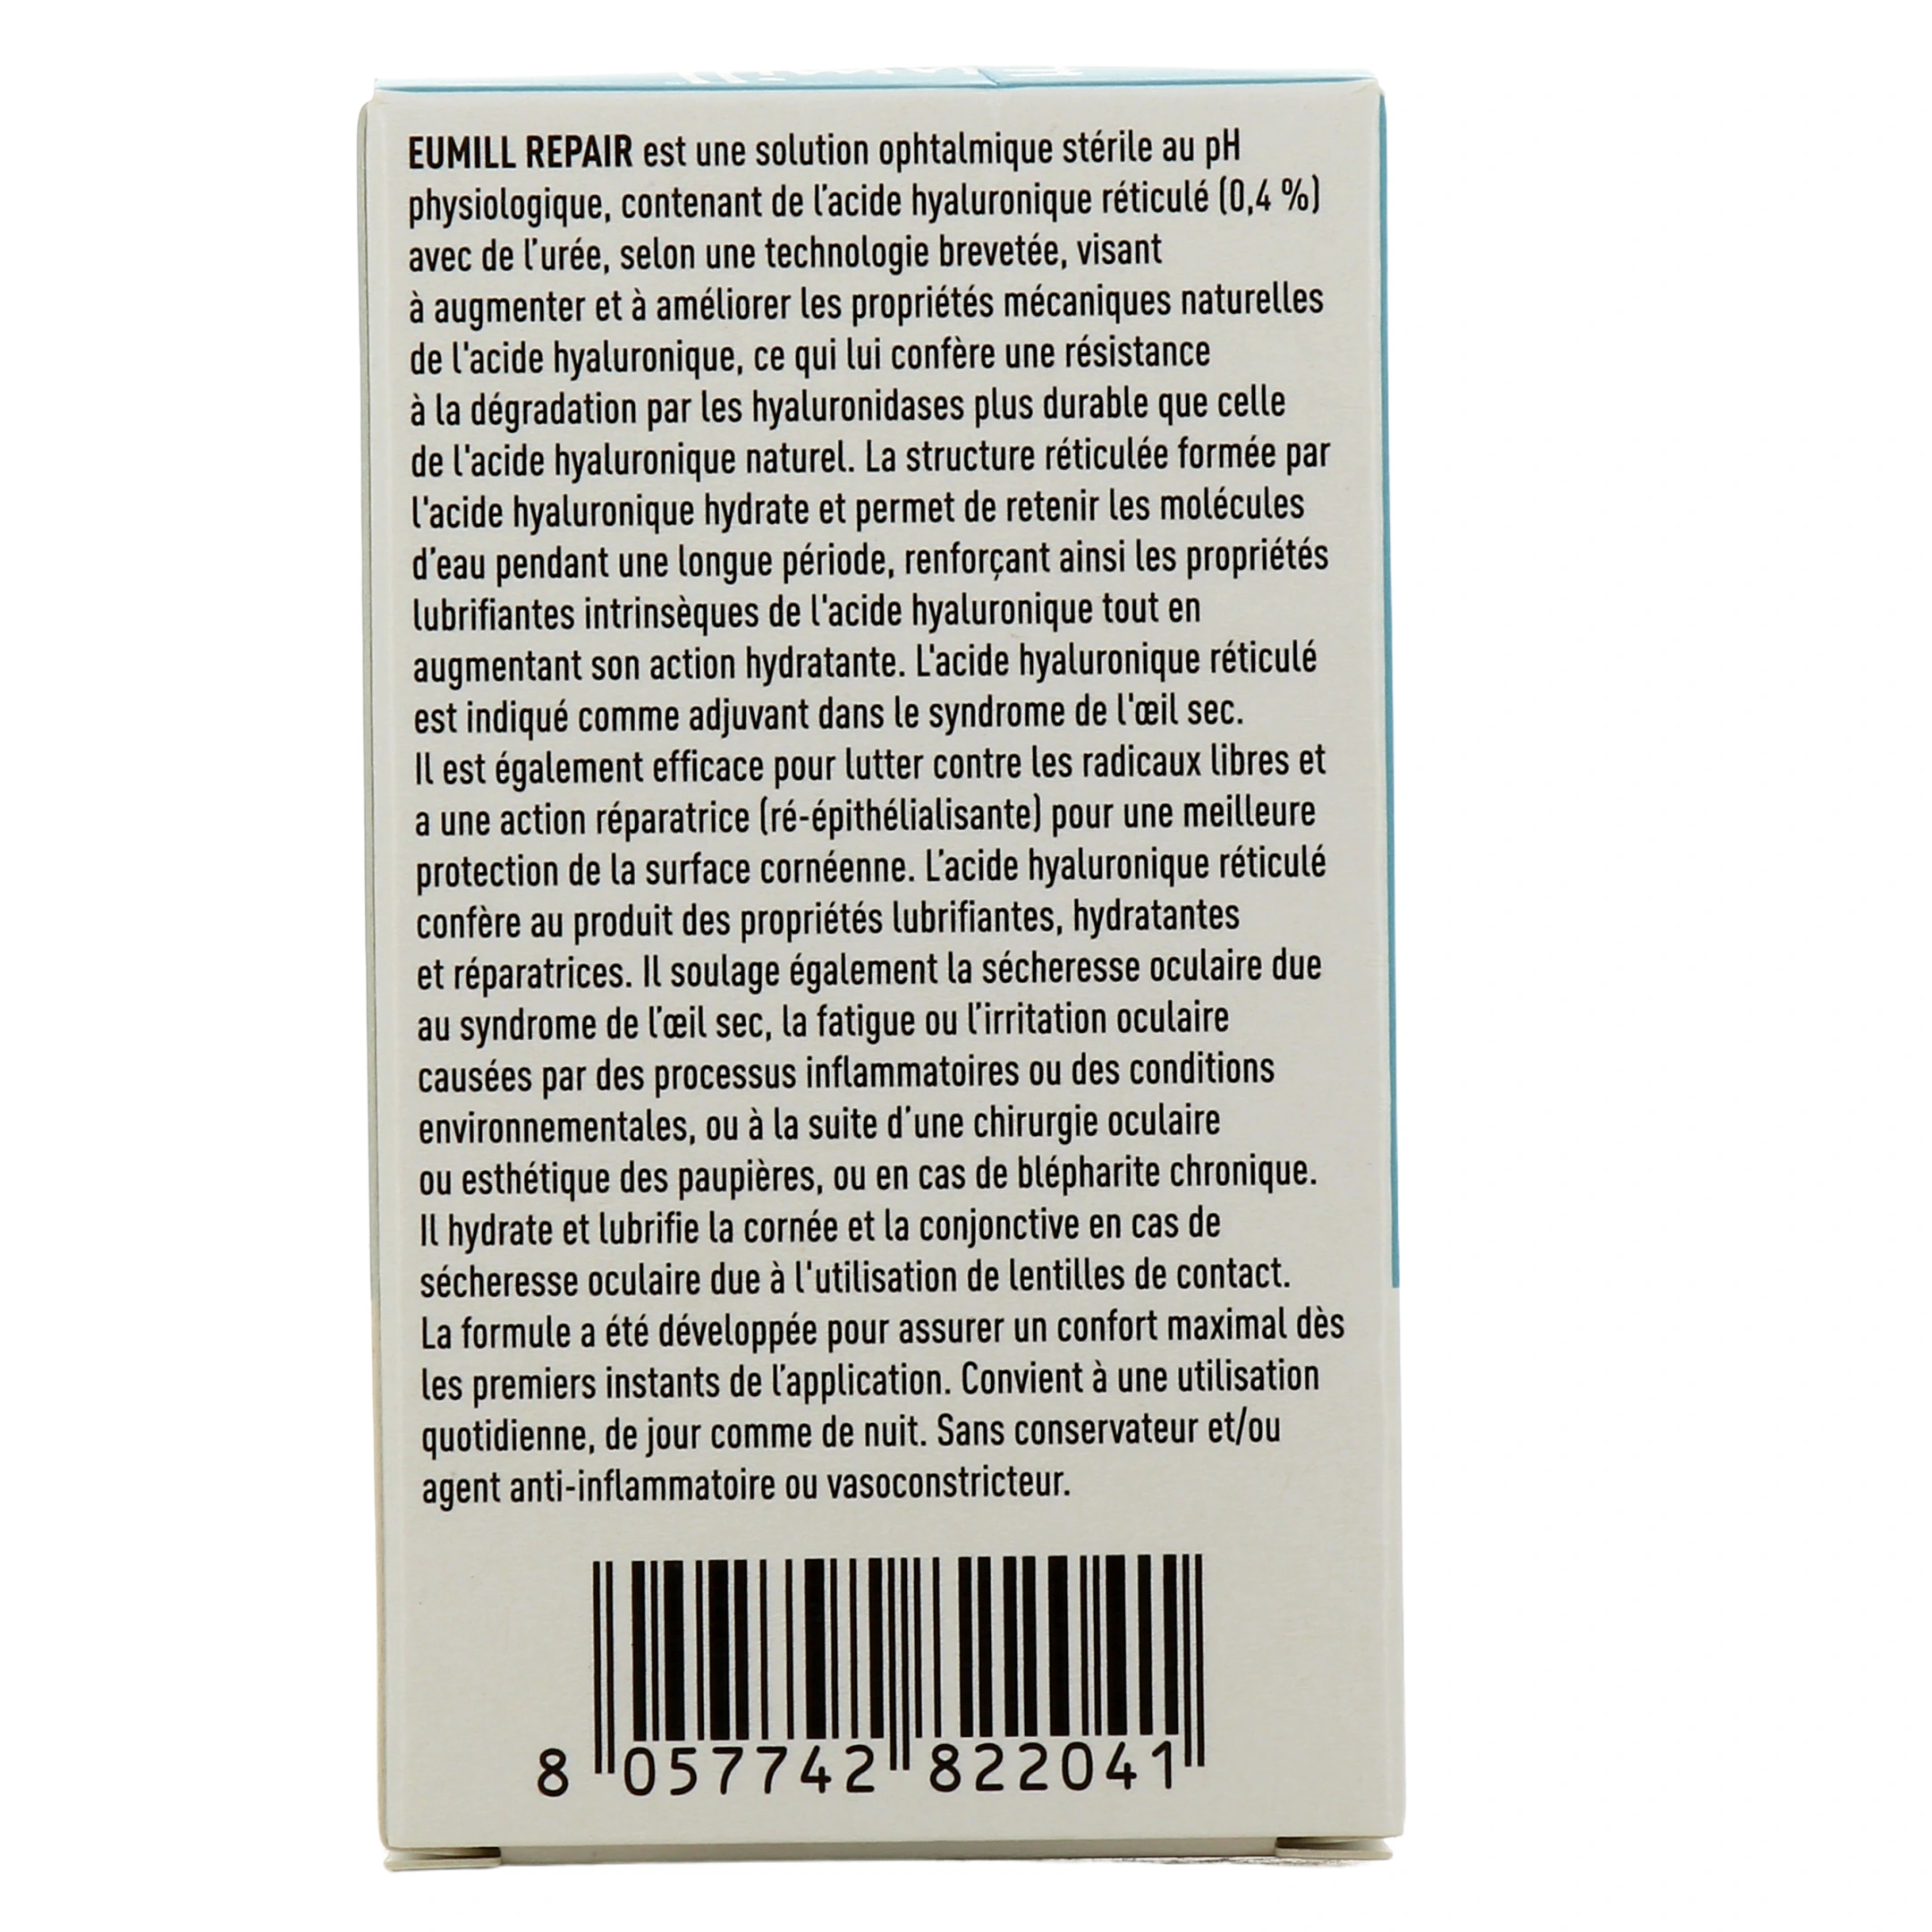 EUMILL REPAIR est une solution ophtalmique stérile au pH
physiologique, contenant de l’acide hyaluronique réticulé (0,4 %)
avec de l’urée, selon une technologie brevetée, visant
à augmenter et à améliorer les propriétés mécaniques naturelles
de l'acide hyaluronique, ce qui lui confère une résistance
à la dégradation par les hyaluronidases plus durable que celle
de l'acide hyaluronique naturel. La structure réticulée formée par
l'acide hyaluronique hydrate et permet de retenir les molécules
d’eau pendant une longue période, renforçant ainsi les propriétés
lubrifiantes intrinsèques de l'acide hyaluronique tout en
augmentant son action hydratante. L'acide hyaluronique réticulé
est indiqué comme adjuvant dans le syndrome de l'œil sec.
Il est également efficace pour lutter contre les radicaux libres et
a une action réparatrice (ré-épithélialisante) pour une meilleure
protection de la surface cornéenne. L’acide hyaluronique réticulé
confère au produit des propriétés lubrifiantes, hydratantes
et réparatrices. Il soulage également la sécheresse oculaire due
au syndrome de l’œil sec, la fatigue ou l’irritation oculaire
causées par des processus inflammatoires ou des conditions
environnementales, ou à la suite d’une chirurgie oculaire
ou esthétique des paupières, ou en cas de blépharite chronique.
Il hydrate et lubrifie la cornée et la conjonctive en cas de
sécheresse oculaire due à l'utilisation de lentilles de contact.
La formule a été développée pour assurer un confort maximal dès
les premiers instants de l’application. Convient à une utilisation
quotidienne, de jour comme de nuit. Sans conservateur et/ou
agent anti-inflammatoire ou vasoconstricteur.
8 057742 822041